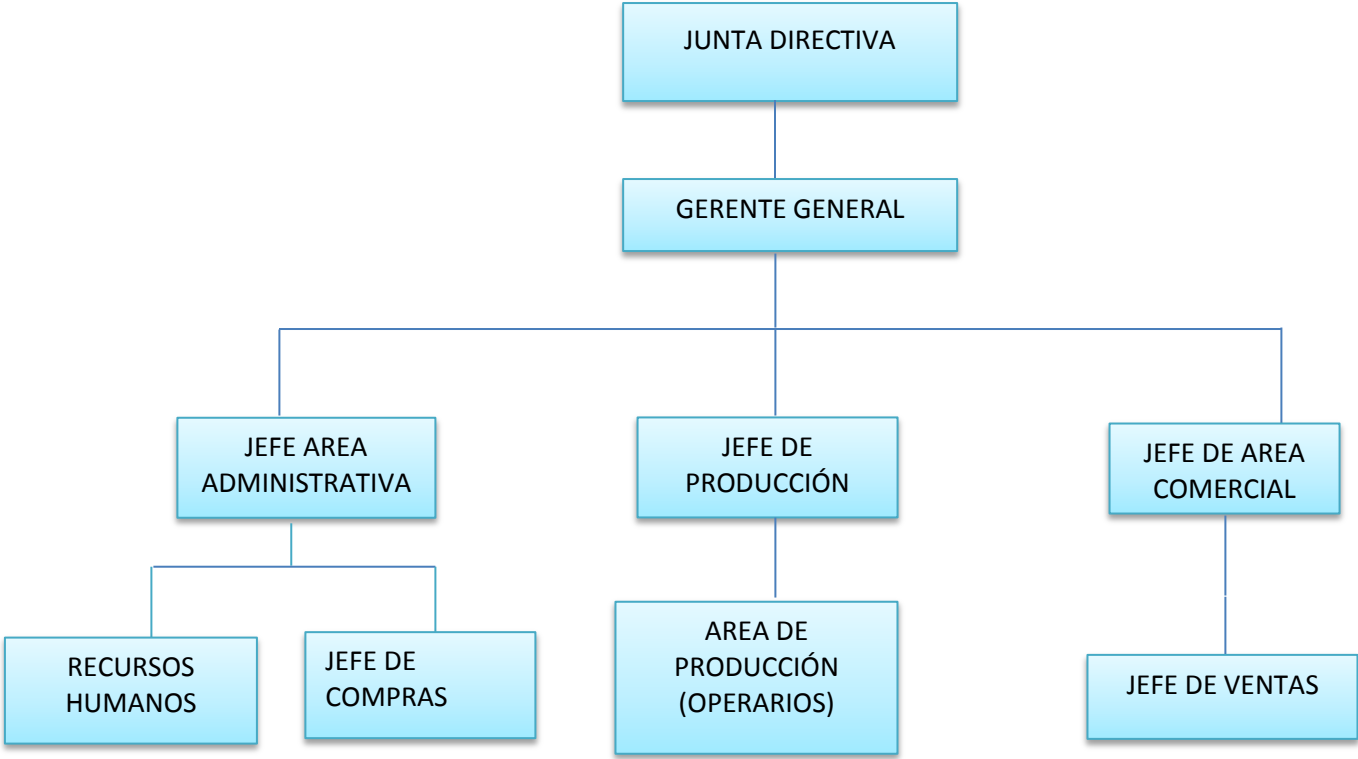 JUNTA DIRECTIVA
GERENTE GENERAL
JEFE AREA
ADMINISTRATIVA
JEFE DE
PRODUCCIÓN
JEFE DE AREA
COMERCIAL
RECURSOS
HUMANOS
JEFE DE
COMPRAS
AREA DE
PRODUCCIÓN
(OPERARIOS)
JEFE DE VENTAS